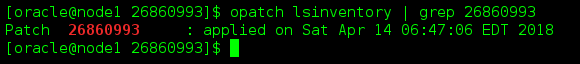 [oracle@node1 26860993]$ opatch lsinventory | grep 26860993
Patch  26860993     : applied on Sat Apr 14 06:47:06 EDT 2018
[oracle@node1 26860993]$